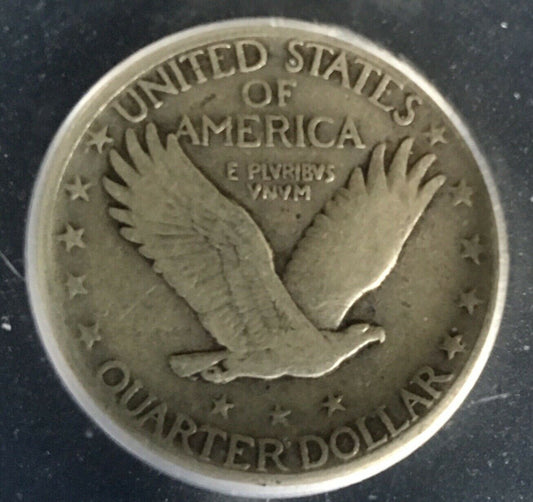 UNITED STATES
OF
AMERICA
E PLVRIBVS
VNVM
QUARTER DOLLAR